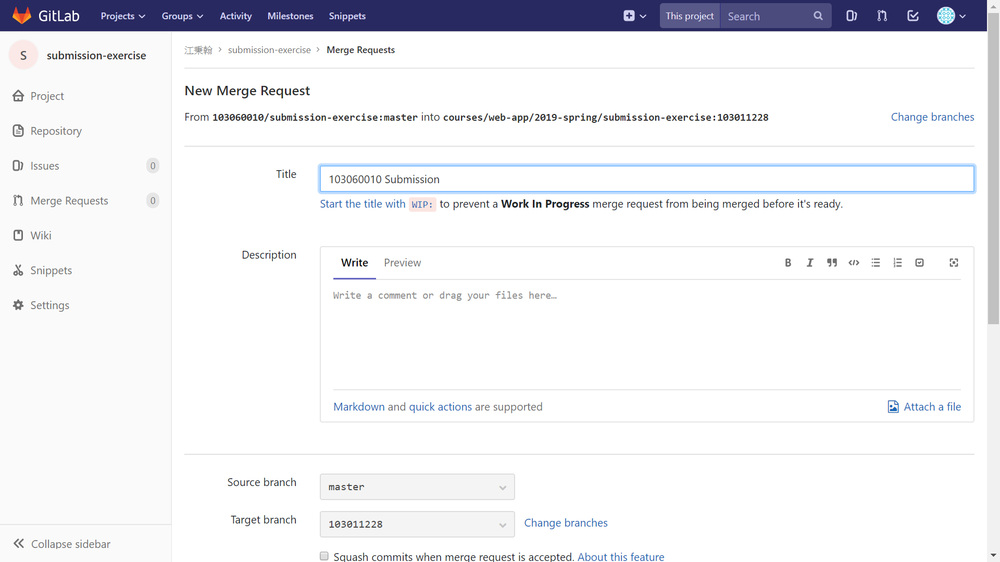 GitLab Projects Groups Activity Milestones Snippets This project Search
S submission-exercise
Project
Repository
Issues 0
Merge Requests 0
Wiki
Snippets
Settings
Collapse sidebar
江秉翰 > submission-exercise > Merge Requests
New Merge Request
From 103060010/submission-exercise:master into courses/web-app/2019-spring/submission-exercise:103011228 Change branches
Title 103060010 Submission
Start the title with WIP: to prevent a Work In Progress merge request from being merged before it's ready.
Description Write Preview
Write a comment or drag your files here…
Markdown and quick actions are supported Attach a file
Source branch master
Target branch 103011228 Change branches
Squash commits when merge request is accepted. About this feature